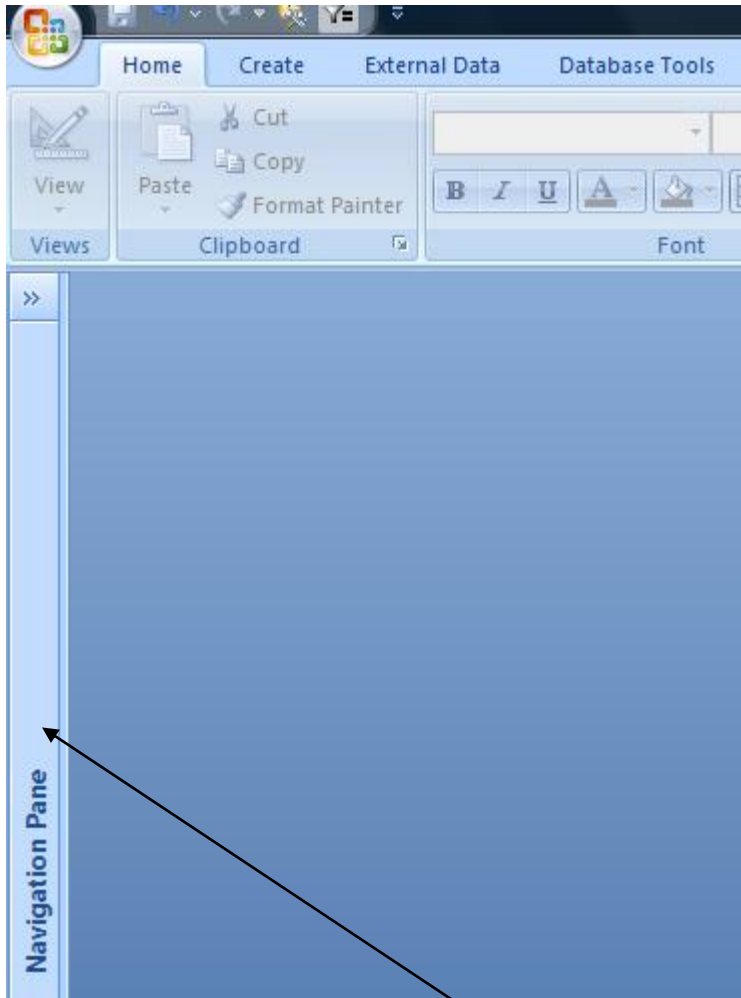 Y=
Home Create External Data Database Tools
Cut
Copy
View Paste Format Painter B I U A
Views Clipboard Font
»
Navigation Pane